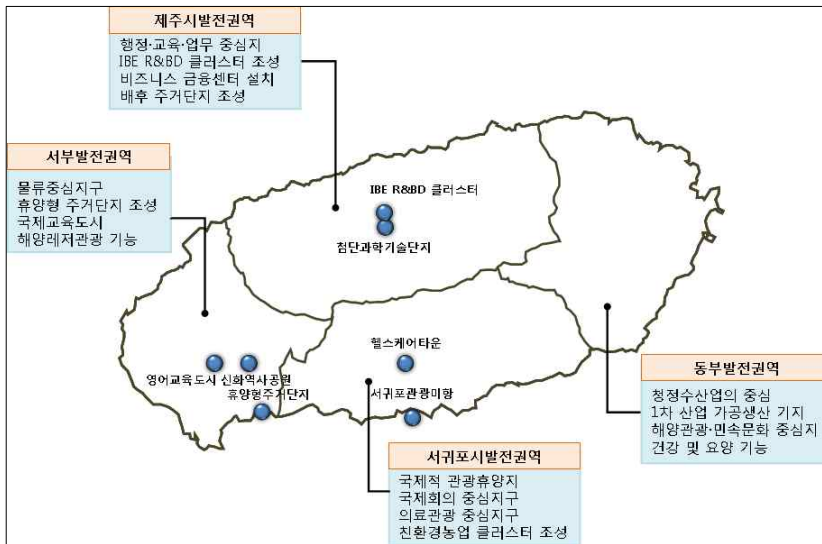 제주시발전권역
행정·교육·업무 중심지
IBE R&BD 클러스터 조성
비즈니스 금융센터 설치
배후 주거단지 조성
서부발전권역
물류중심지구
휴양형 주거단지 조성
국제교육도시
해양레저관광 기능
IBE R&BD 클러스터
첨단과학기술단지
헬스케어타운
영어교육도시 신화역사공원
휴양형주거단지
서귀포관광미항
동부발전권역
청정수산업의 중심
1차 산업 가공생산 기지
해양관광·민속문화 중심지
건강 및 요양 기능
서귀포시발전권역
국제적 관광휴양지
국제회의 중심지구
의료관광 중심지구
친환경농업 클러스터 조성